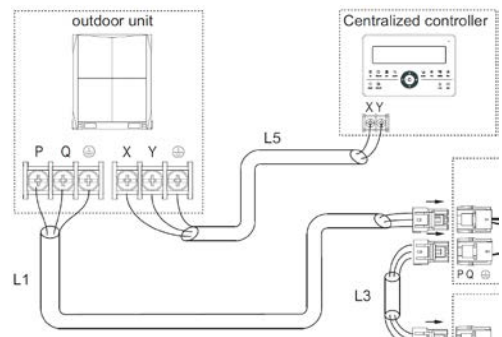 outdoor unit
Centralized controller
X Y
L5
P Q X Y
L1
L3
P Q